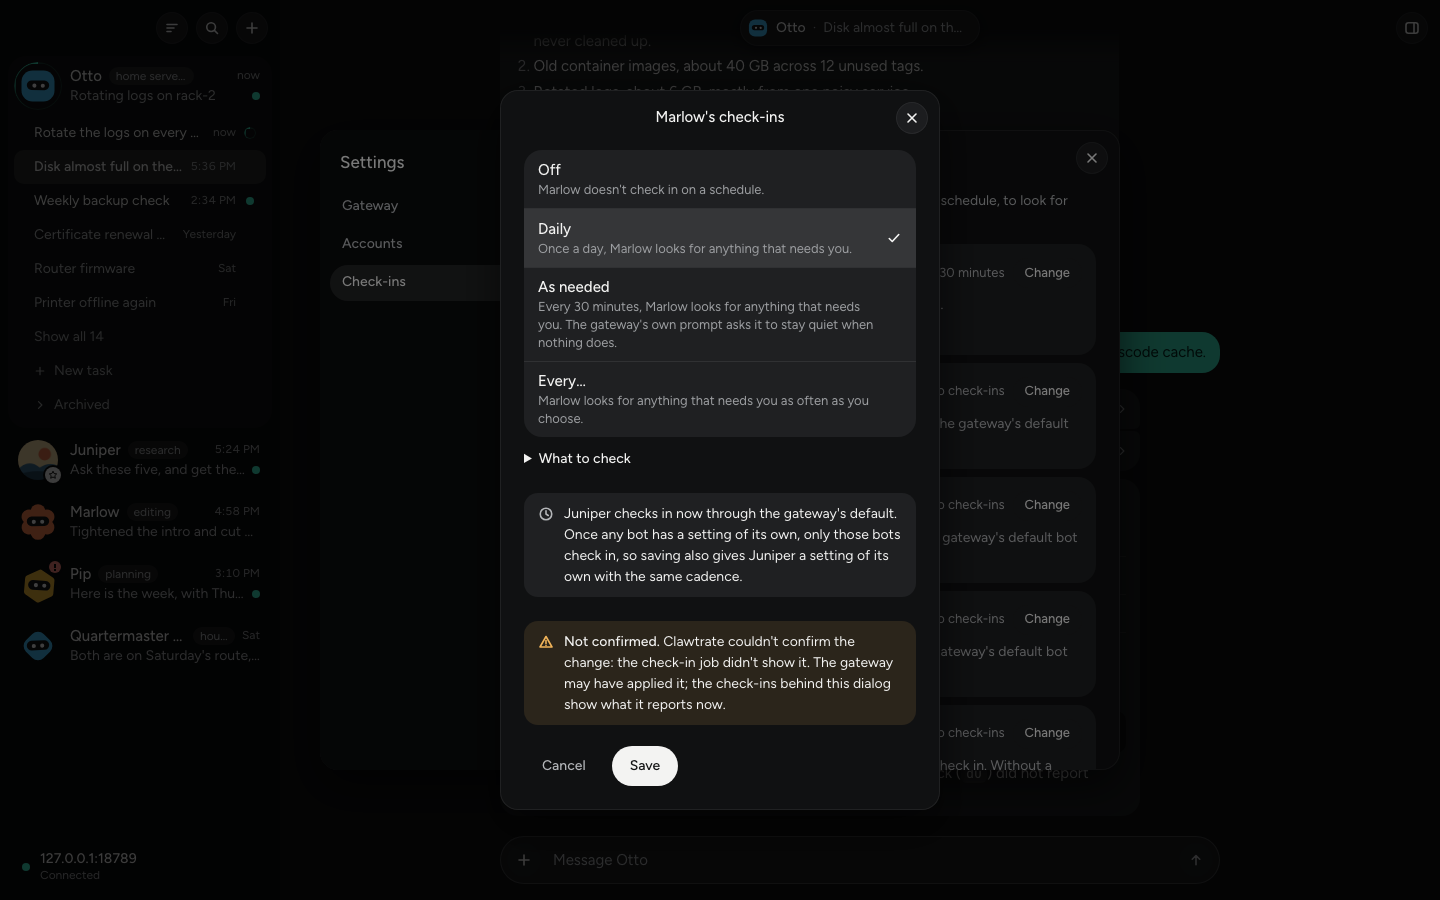 Otto
home serve...
now
Rotating logs on rack-2
Rotate the logs on every ...
now
Disk almost full on the...
5:36 PM
Weekly backup check
2:34 PM
Certificate renewal ...
Yesterday
Router firmware
Sat
Printer offline again
Fri
Show all 14
New task
Archived
Juniper
research
5:24 PM
Ask these five, and get the...
Marlow
editing
4:58 PM
Tightened the intro and cut ...
Pip
planning
3:10 PM
Here is the week, with Thu...
Quartermaster ...
hou...
Sat
Both are on Saturday's route,...
127.0.0.1:18789
Connected
Otto · Disk almost full on th...
never cleaned up.
2. Old container images, about 40 GB across 12 unused tags.
Settings
Gateway
Accounts
Check-ins
schedule, to look for
30 minutes
Change
scode cache.
check-ins
Change
he gateway's default
check-ins
Change
gateway's default bot
check-ins
Change
ateway's default bot
check-ins
Change
heck in. Without a
did not report
Message Otto
Marlow's check-ins
Off
Marlow doesn't check in on a schedule.
Daily
Once a day, Marlow looks for anything that needs you.
As needed
Every 30 minutes, Marlow looks for anything that needs
you. The gateway's own prompt asks it to stay quiet when
nothing does.
Every...
Marlow looks for anything that needs you as often as you
choose.
What to check
Juniper checks in now through the gateway's default.
Once any bot has a setting of its own, only those bots
check in, so saving also gives Juniper a setting of its
own with the same cadence.
Not confirmed. Clawtrate couldn't confirm the
change: the check-in job didn't show it. The gateway
may have applied it; the check-ins behind this dialog
show what it reports now.
Cancel
Save